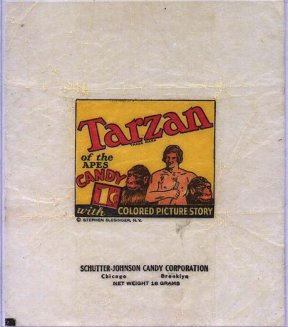 Tarzan
TRADE MARK
of the
APES
CANDY
1¢
with COLORED PICTURE STORY
© STEPHEN SLESINGER, N.Y.
SCHUTTER-JOHNSON CANDY CORPORATION
Chicago Brooklyn
NET WEIGHT 18 GRAMS